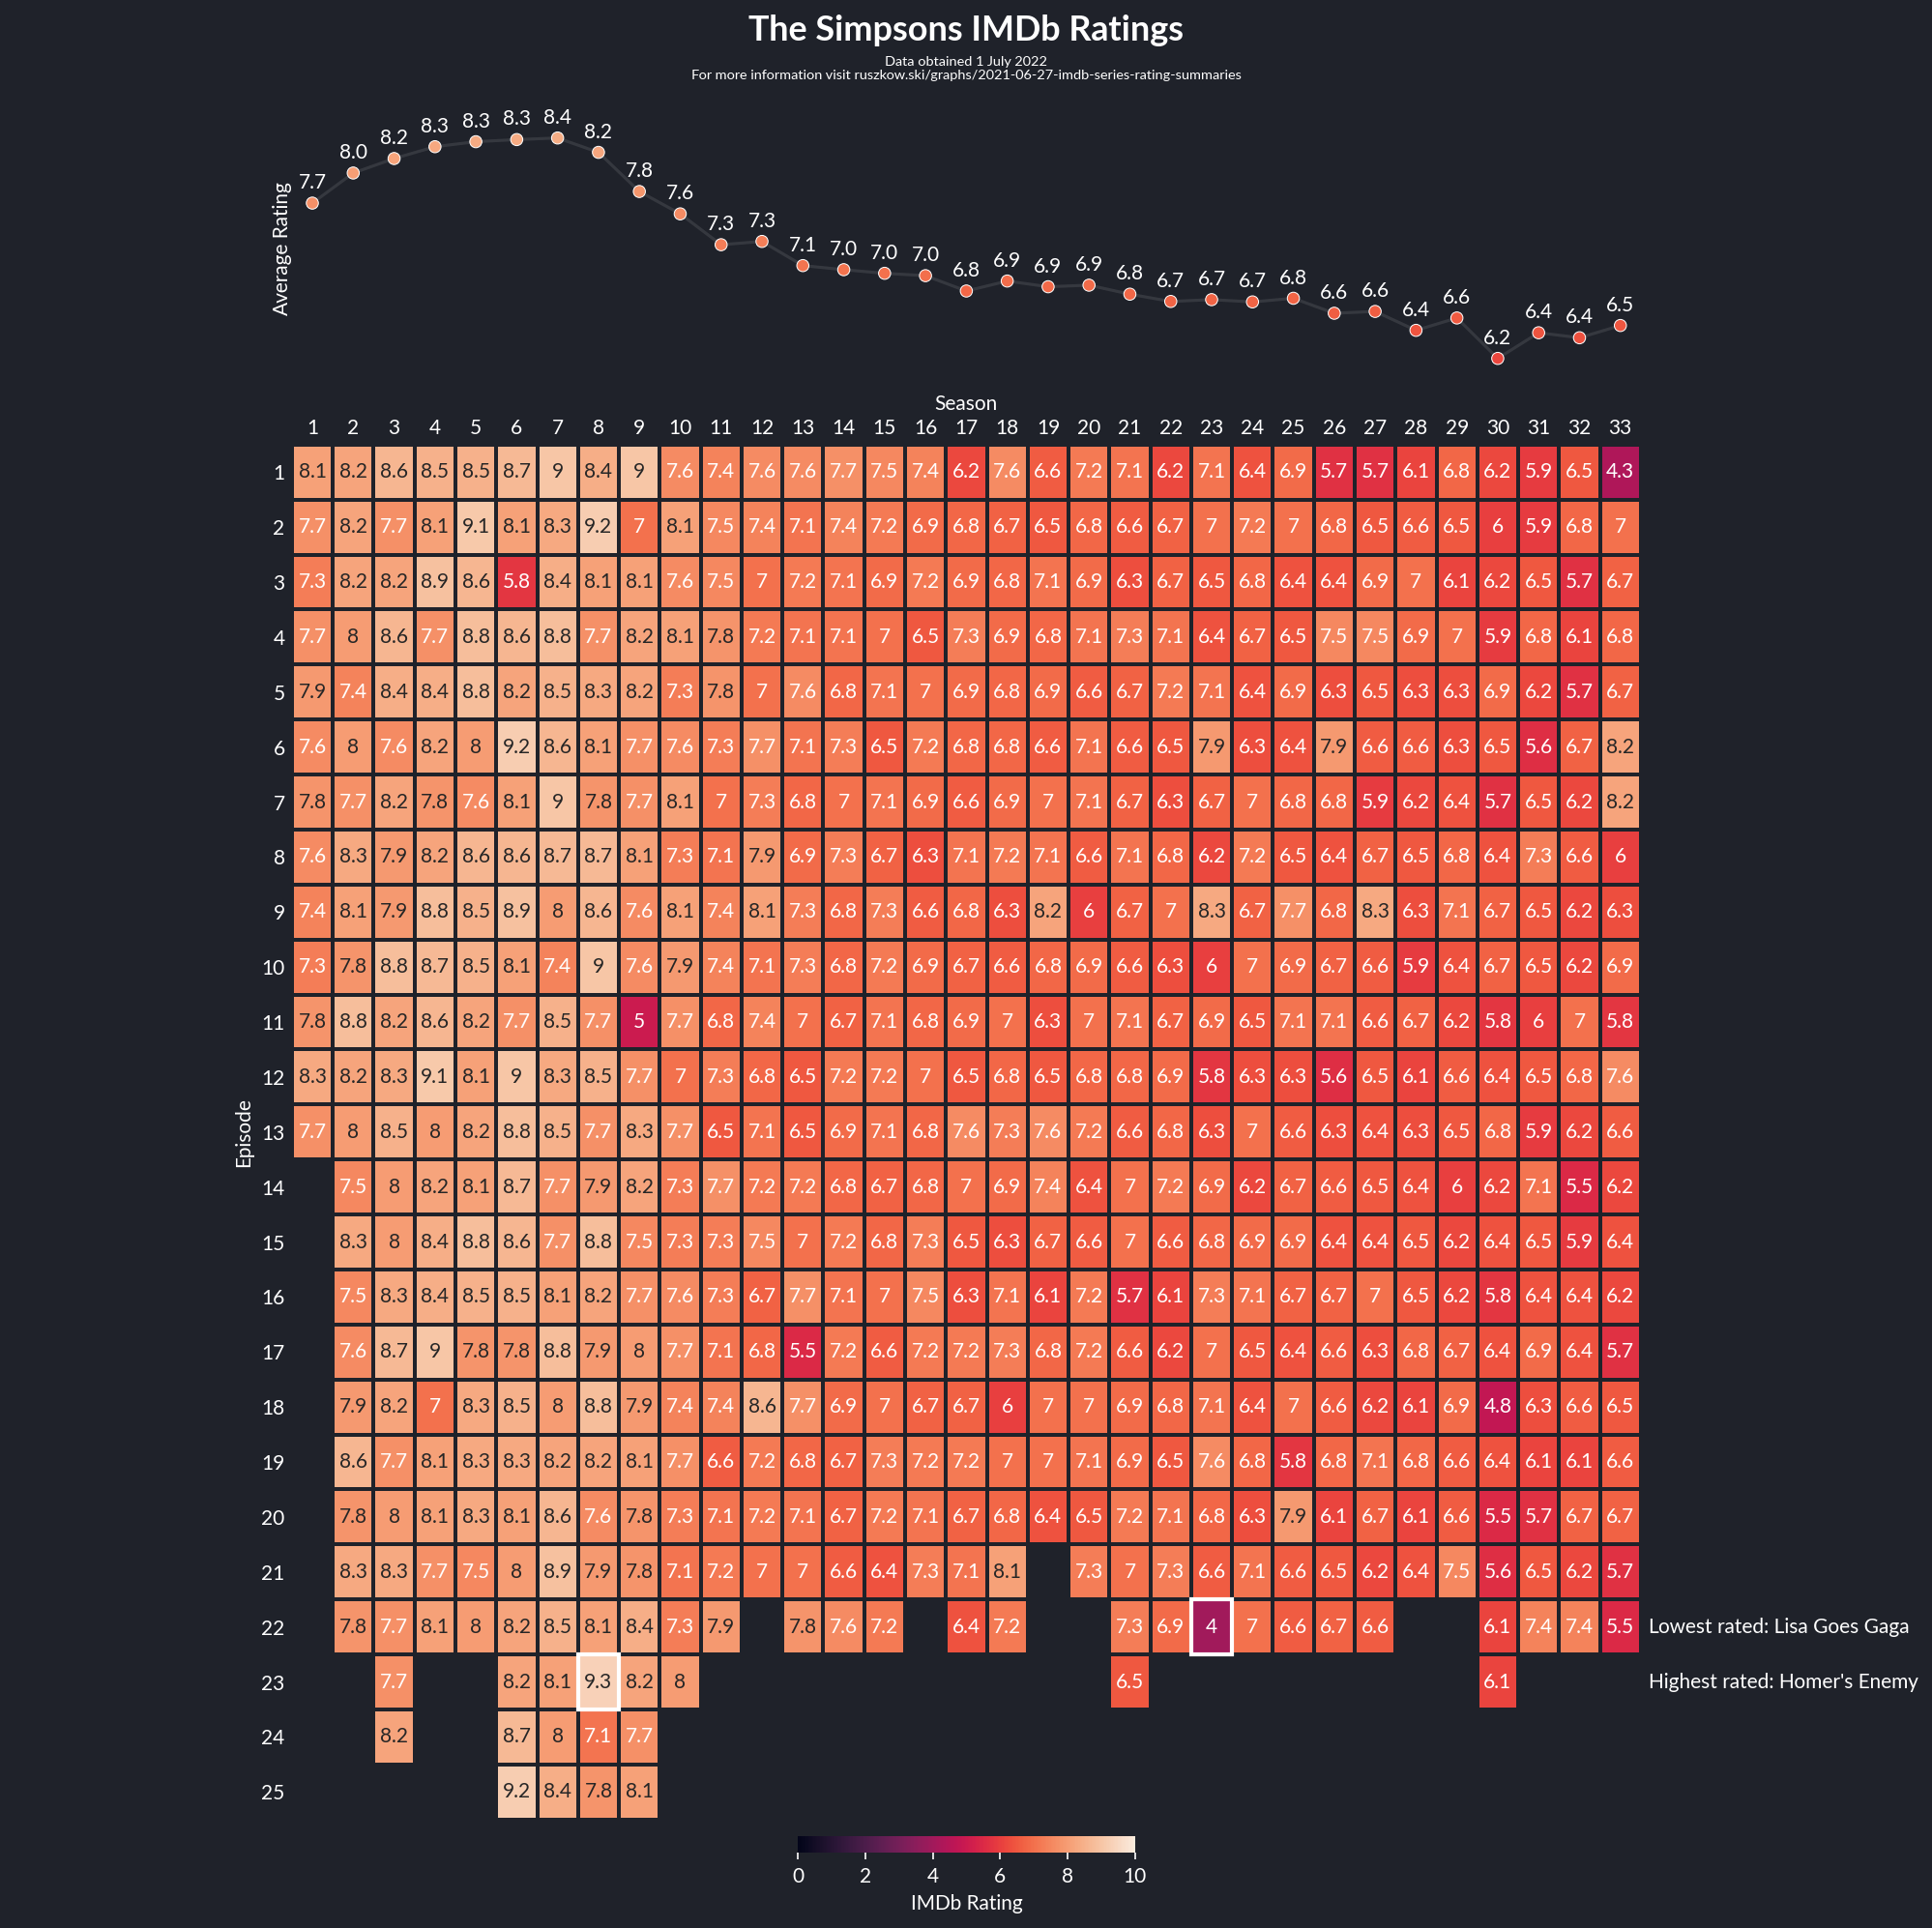 The Simpsons IMDb Ratings
Data obtained 1 July 2022
For more information visit ruszkow.ski/graphs/2021-06-27-imdb-series-rating-summaries
Average Rating
7.7 8.0 8.2 8.3 8.3 8.3 8.4 8.2 7.8 7.6 7.3 7.3 7.1 7.0 7.0 7.0 6.8 6.9 6.9 6.9 6.8 6.7 6.7 6.7 6.8 6.6 6.6 6.4 6.6 6.2 6.4 6.4 6.5
Season
1 2 3 4 5 6 7 8 9 10 11 12 13 14 15 16 17 18 19 20 21 22 23 24 25 26 27 28 29 30 31 32 33
Episode
1 8.1 8.2 8.6 8.5 8.5 8.7 9 8.4 9 7.6 7.4 7.6 7.6 7.7 7.5 7.4 6.2 7.6 6.6 7.2 7.1 6.2 7.1 6.4 6.9 5.7 5.7 6.1 6.8 6.2 5.9 6.5 4.3
2 7.7 8.2 7.7 8.1 9.1 8.1 8.3 9.2 7 8.1 7.5 7.4 7.1 7.4 7.2 6.9 6.8 6.7 6.5 6.8 6.6 6.7 7 7.2 7 6.8 6.5 6.6 6.5 6 5.9 6.8 7
3 7.3 8.2 8.2 8.9 8.6 5.8 8.4 8.1 8.1 7.6 7.5 7 7.2 7.1 6.9 7.2 6.9 6.8 7.1 6.9 6.3 6.7 6.5 6.8 6.4 6.4 6.9 7 6.1 6.2 6.5 5.7 6.7
4 7.7 8 8.6 7.7 8.8 8.6 8.8 7.7 8.2 8.1 7.8 7.2 7.1 7.1 7 6.5 7.3 6.9 6.8 7.1 7.3 7.1 6.4 6.7 6.5 7.5 7.5 6.9 7 5.9 6.8 6.1 6.8
5 7.9 7.4 8.4 8.4 8.8 8.2 8.5 8.3 8.2 7.3 7.8 7 7.6 6.8 7.1 7 6.9 6.8 6.9 6.6 6.7 7.2 7.1 6.4 6.9 6.3 6.5 6.3 6.3 6.9 6.2 5.7 6.7
6 7.6 8 7.6 8.2 8 9.2 8.6 8.1 7.7 7.6 7.3 7.7 7.1 7.3 6.5 7.2 6.8 6.8 6.6 7.1 6.6 6.5 7.9 6.3 6.4 7.9 6.6 6.6 6.3 6.5 5.6 6.7 8.2
7 7.8 7.7 8.2 7.8 7.6 8.1 9 7.8 7.7 8.1 7 7.3 6.8 7 7.1 6.9 6.6 6.9 7 7.1 6.7 6.3 6.7 7 6.8 6.8 5.9 6.2 6.4 5.7 6.5 6.2 8.2
8 7.6 8.3 7.9 8.2 8.6 8.6 8.7 8.7 8.1 7.3 7.1 7.9 6.9 7.3 6.7 6.3 7.1 7.2 7.1 6.6 7.1 6.8 6.2 7.2 6.5 6.4 6.7 6.5 6.8 6.4 7.3 6.6 6
9 7.4 8.1 7.9 8.8 8.5 8.9 8 8.6 7.6 8.1 7.4 8.1 7.3 6.8 7.3 6.6 6.8 6.3 8.2 6 6.7 7 8.3 6.7 7.7 6.8 8.3 6.3 7.1 6.7 6.5 6.2 6.3
10 7.3 7.8 8.8 8.7 8.5 8.1 7.4 9 7.6 7.9 7.4 7.1 7.3 6.8 7.2 6.9 6.7 6.6 6.8 6.9 6.6 6.3 6 7 6.9 6.7 6.6 5.9 6.4 6.7 6.5 6.2 6.9
11 7.8 8.8 8.2 8.6 8.2 7.7 8.5 7.7 5 7.7 6.8 7.4 7 6.7 7.1 6.8 6.9 7 6.3 7 7.1 6.7 6.9 6.5 7.1 7.1 6.6 6.7 6.2 5.8 6 7 5.8
12 8.3 8.2 8.3 9.1 8.1 9 8.3 8.5 7.7 7 7.3 6.8 6.5 7.2 7.2 7 6.5 6.8 6.5 6.8 6.8 6.9 5.8 6.3 6.3 5.6 6.5 6.1 6.6 6.4 6.5 6.8 7.6
13 7.7 8 8.5 8 8.2 8.8 8.5 7.7 8.3 7.7 6.5 7.1 6.5 6.9 7.1 6.8 7.6 7.3 7.6 7.2 6.6 6.8 6.3 7 6.6 6.3 6.4 6.3 6.5 6.8 5.9 6.2 6.6
14 7.5 8 8.2 8.1 8.7 7.7 7.9 8.2 7.3 7.7 7.2 7.2 6.8 6.7 6.8 7 6.9 7.4 6.4 7 7.2 6.9 6.2 6.7 6.6 6.5 6.4 6 6.2 7.1 5.5 6.2
15 8.3 8 8.4 8.8 8.6 7.7 8.8 7.5 7.3 7.3 7.5 7 7.2 6.8 7.3 6.5 6.3 6.7 6.6 7 6.6 6.8 6.9 6.9 6.4 6.4 6.5 6.2 6.4 6.5 5.9 6.4
16 7.5 8.3 8.4 8.5 8.5 8.1 8.2 7.7 7.6 7.3 6.7 7.7 7.1 7 7.5 6.3 7.1 6.1 7.2 5.7 6.1 7.3 7.1 6.7 6.7 7 6.5 6.2 5.8 6.4 6.4 6.2
17 7.6 8.7 9 7.8 7.8 8.8 7.9 8 7.7 7.1 6.8 5.5 7.2 6.6 7.2 7.2 7.3 6.8 7.2 6.6 6.2 7 6.5 6.4 6.6 6.3 6.8 6.7 6.4 6.9 6.4 5.7
18 7.9 8.2 7 8.3 8.5 8 8.8 7.9 7.4 7.4 8.6 7.7 6.9 7 6.7 6.7 6 7 7 6.9 6.8 7.1 6.4 7 6.6 6.2 6.1 6.9 4.8 6.3 6.6 6.5
19 8.6 7.7 8.1 8.3 8.3 8.2 8.2 8.1 7.7 6.6 7.2 6.8 6.7 7.3 7.2 7.2 7 7 7.1 6.9 6.5 7.6 6.8 5.8 6.8 7.1 6.8 6.6 6.4 6.1 6.1 6.6
20 7.8 8 8.1 8.3 8.1 8.6 7.6 7.8 7.3 7.1 7.2 7.1 6.7 7.2 7.1 6.7 6.8 6.4 6.5 7.2 7.1 6.8 6.3 7.9 6.1 6.7 6.1 6.6 5.5 5.7 6.7 6.7
21 8.3 8.3 7.7 7.5 8 8.9 7.9 7.8 7.1 7.2 7 7 6.6 6.4 7.3 7.1 8.1 7.3 7 7.3 6.6 7.1 6.6 6.5 6.2 6.4 7.5 5.6 6.5 6.2 5.7
22 7.8 7.7 8.1 8 8.2 8.5 8.1 8.4 7.3 7.9 7.8 7.6 7.2 6.4 7.2 7.3 6.9 4 7 6.6 6.7 6.6 6.1 7.4 7.4 5.5 Lowest rated: Lisa Goes Gaga
23 7.7 8.2 8.1 9.3 8.2 8 6.5 6.1 Highest rated: Homer's Enemy
24 8.2 8.7 8 7.1 7.7
25 9.2 8.4 7.8 8.1
0 2 4 6 8 10
IMDb Rating